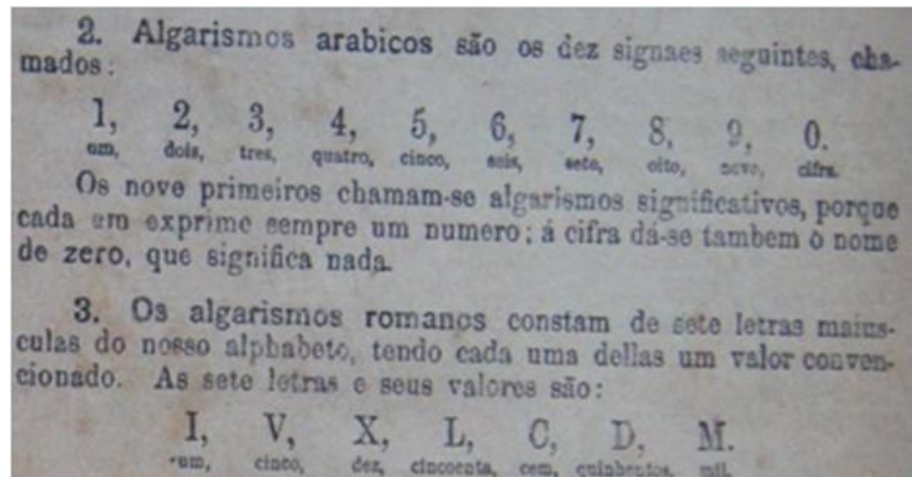 2. Algarismos arabicos são os dez signaes seguintes, cha-
mados:
1, 2, 3, 4, 5, 6, 7, 8, 9, 0.
um, dois, tres, quatro, cinco, seis, sete, oito, nove, cifra.
Os nove primeiros chamam-se algarismos significativos, porque
cada um exprime sempre um numero; á cifra dá-se tambem o nome
de zero, que significa nada.
3. Os algarismos romanos constam de sete letras maius-
culas do nosso alphabeto, tendo cada uma dellas um valor conven-
cionado. As sete letras e seus valores são:
I, V, X, L, C, D, M.
um, cinco, dez, cincoenta, cem, quinhentos, mil.